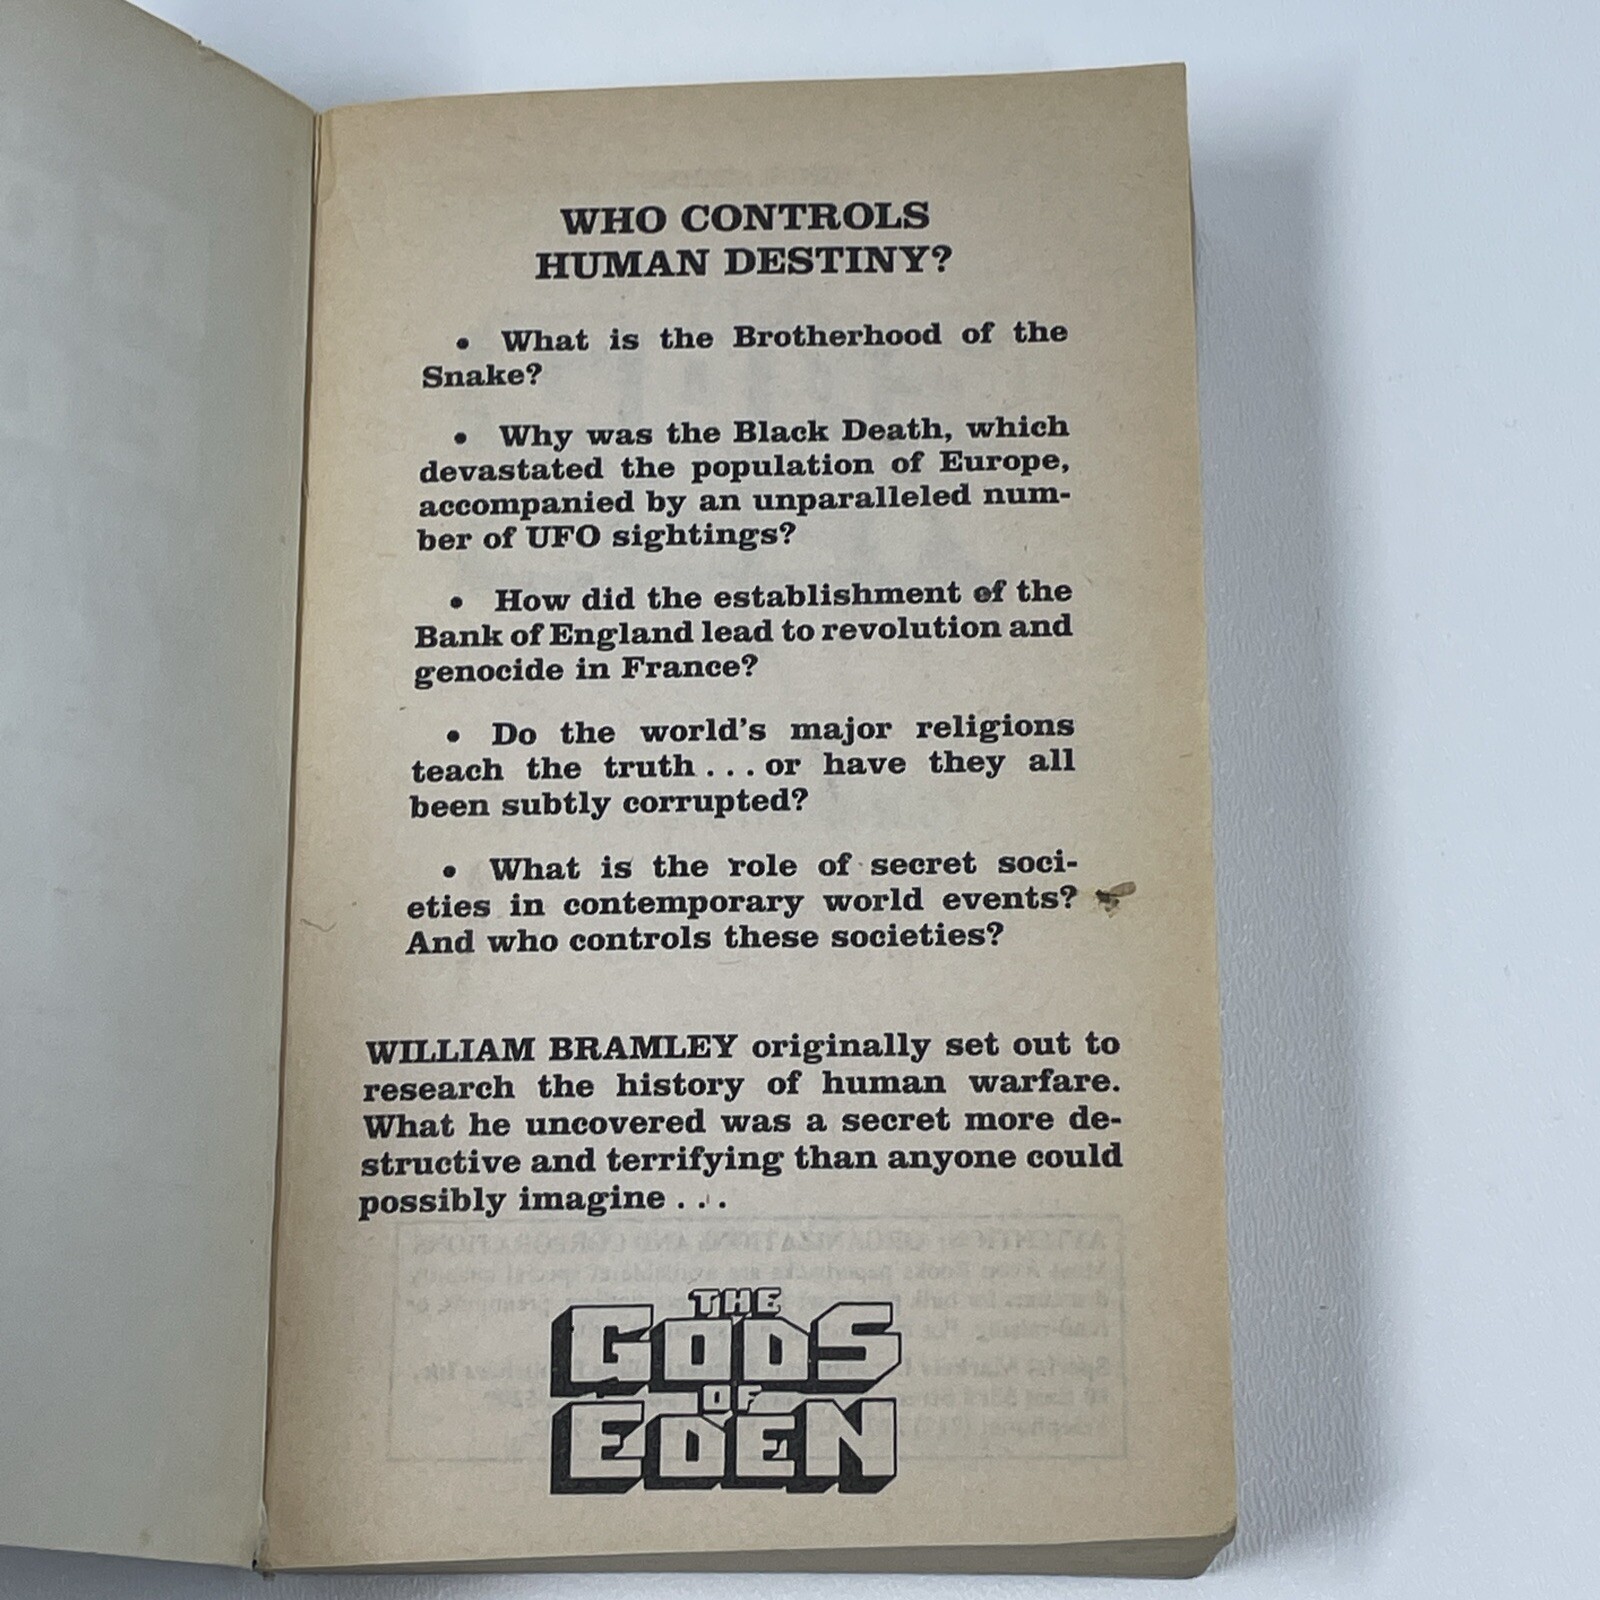 WHO CONTROLS
HUMAN DESTINY?
• What is the Brotherhood of the
Snake?
• Why was the Black Death, which
devastated the population of Europe,
accompanied by an unparalleled num-
ber of UFO sightings?
• How did the establishment of the
Bank of England lead to revolution and
genocide in France?
• Do the world's major religions
teach the truth . . . or have they all
been subtly corrupted?
• What is the role of secret soci-
eties in contemporary world events?
And who controls these societies?
WILLIAM BRAMLEY originally set out to
research the history of human warfare.
What he uncovered was a secret more de-
structive and terrifying than anyone could
possibly imagine . . .
THE
GODS
OF
EDEN